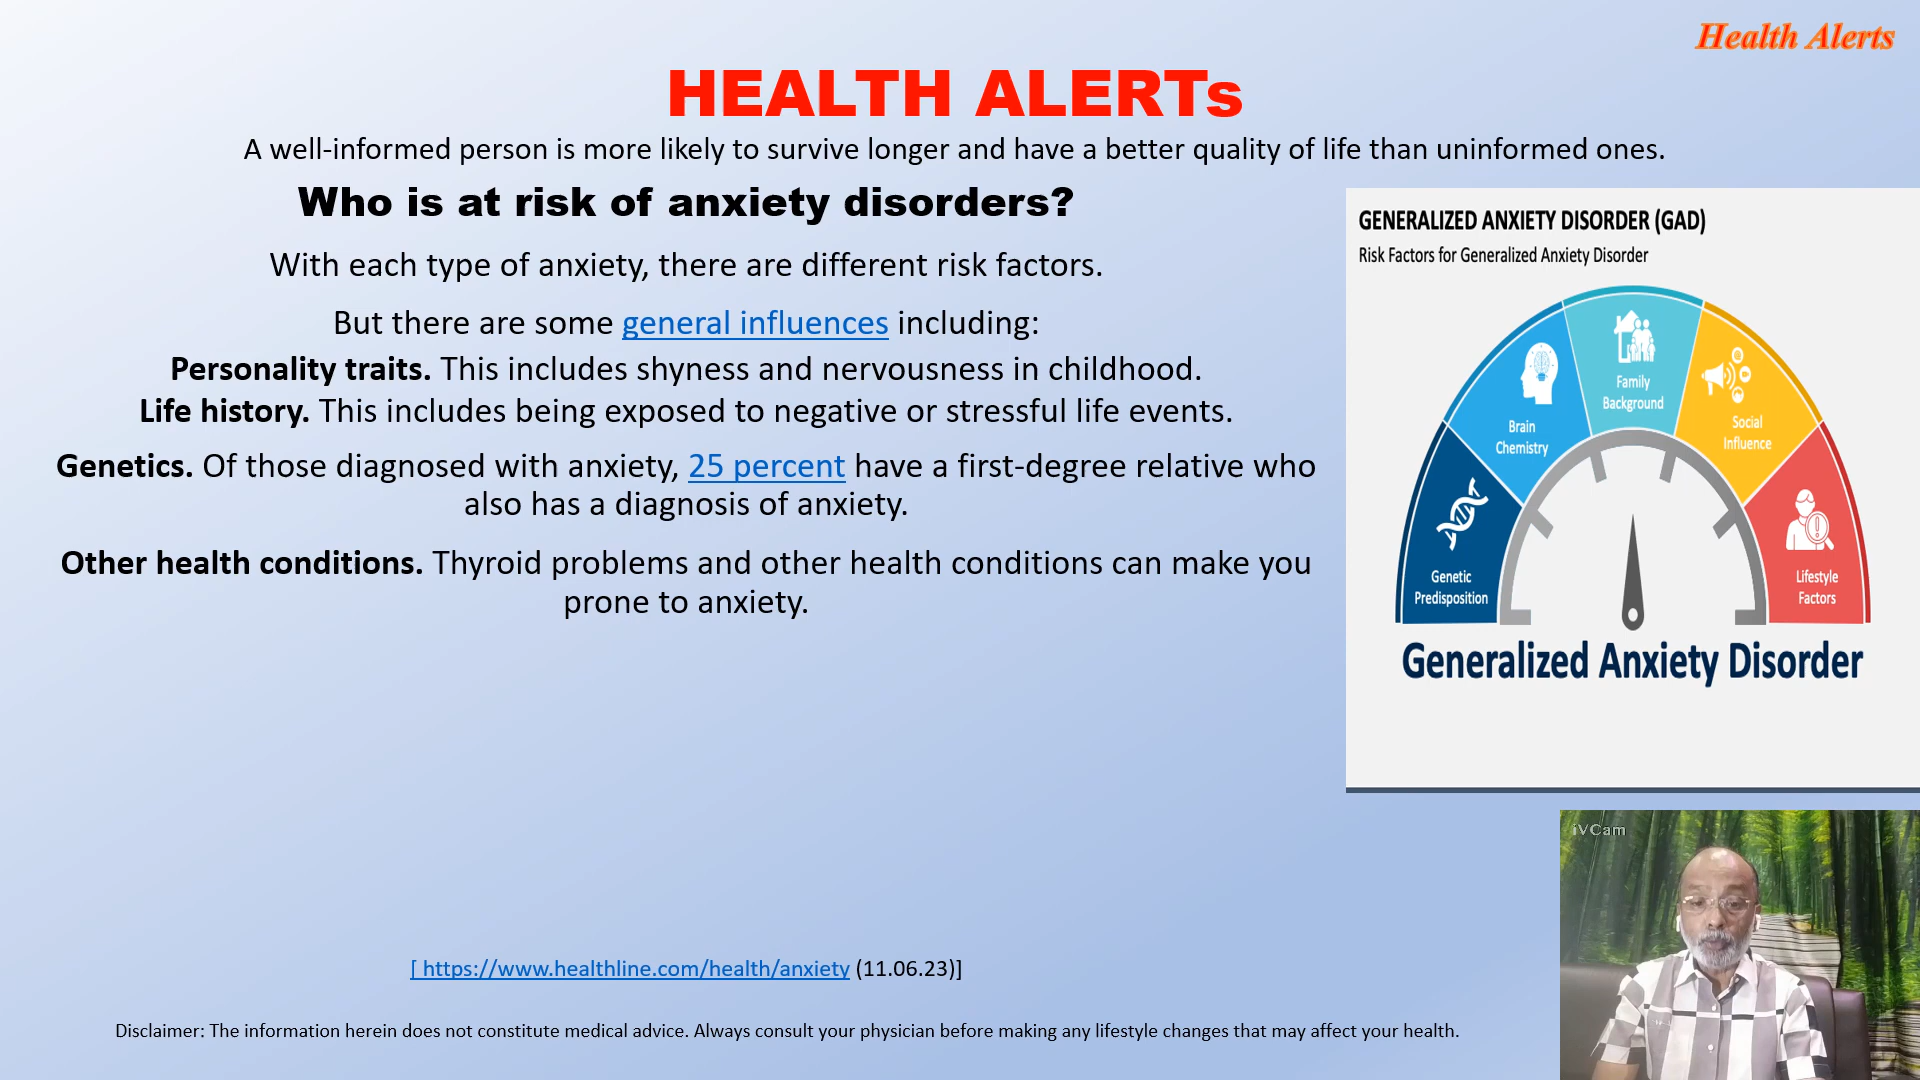 Health Alerts
HEALTH ALERTs
A well-informed person is more likely to survive longer and have a better quality of life than uninformed ones.
Who is at risk of anxiety disorders?
With each type of anxiety, there are different risk factors.
But there are some general influences including:
Personality traits. This includes shyness and nervousness in childhood.
Life history. This includes being exposed to negative or stressful life events.
Genetics. Of those diagnosed with anxiety, 25 percent have a first-degree relative who
also has a diagnosis of anxiety.
Other health conditions. Thyroid problems and other health conditions can make you
prone to anxiety.
[ https://www.healthline.com/health/anxiety (11.06.23)]
Disclaimer: The information herein does not constitute medical advice. Always consult your physician before making any lifestyle changes that may affect your health.
GENERALIZED ANXIETY DISORDER (GAD)
Risk Factors for Generalized Anxiety Disorder
Genetic
Predisposition
Brain
Chemistry
Family
Background
Social
Influence
Lifestyle
Factors
Generalized Anxiety Disorder
iVCam